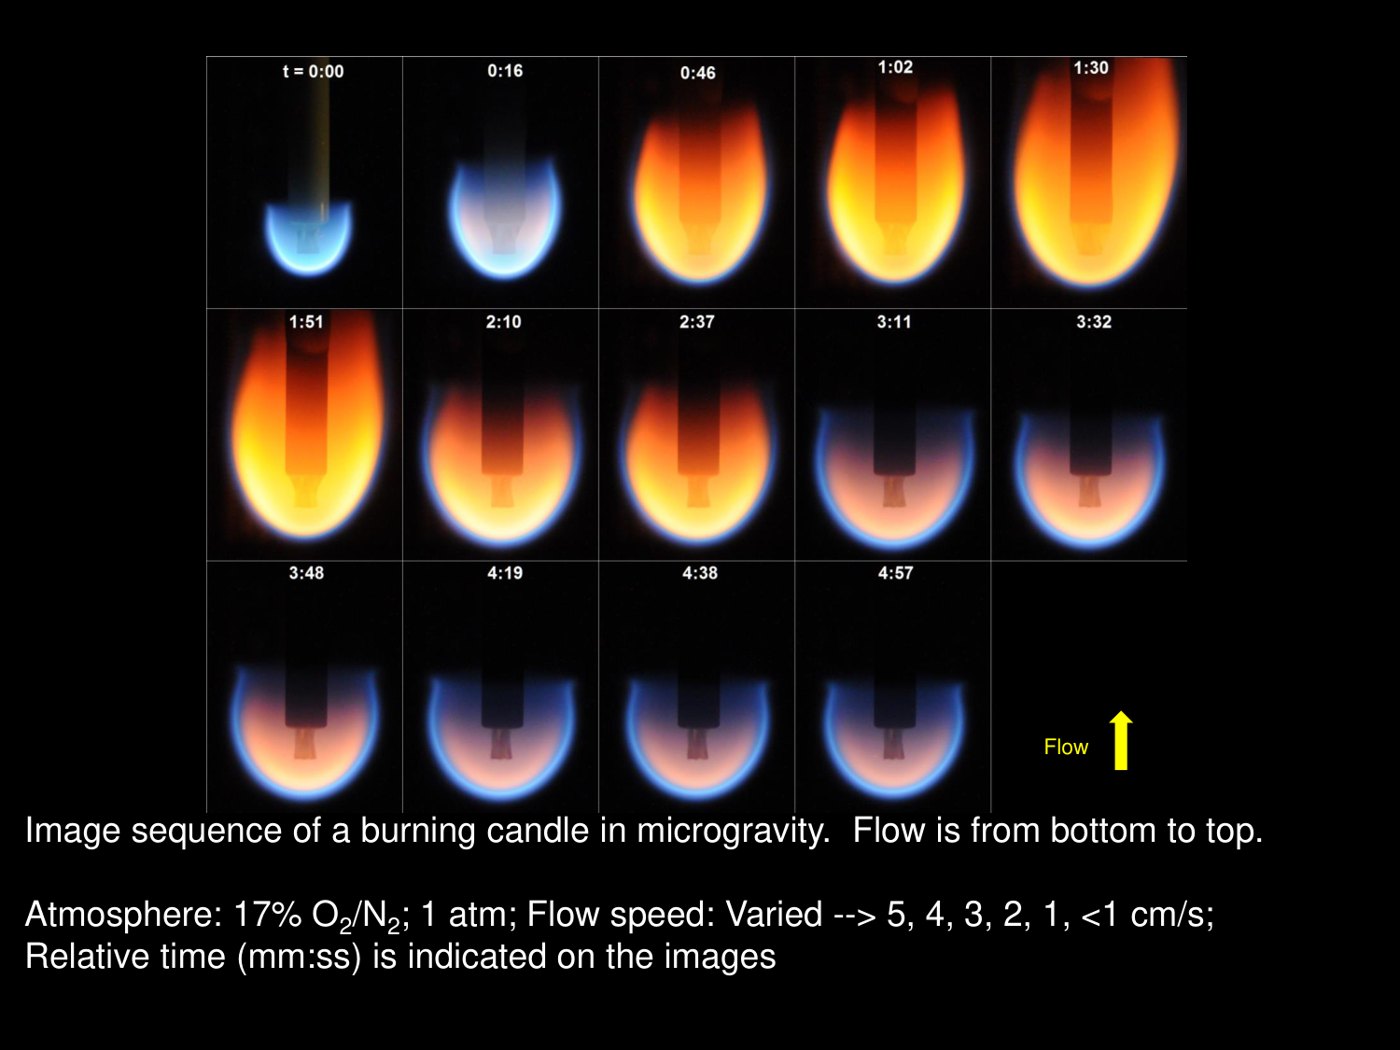 t = 0:00 0:16 0:46 1:02 1:30
1:51 2:10 2:37 3:11 3:32
3:48 4:19 4:38 4:57
Flow
Image sequence of a burning candle in microgravity.  Flow is from bottom to top.
Atmosphere: 17% O₂/N₂; 1 atm; Flow speed: Varied --> 5, 4, 3, 2, 1, <1 cm/s;
Relative time (mm:ss) is indicated on the images